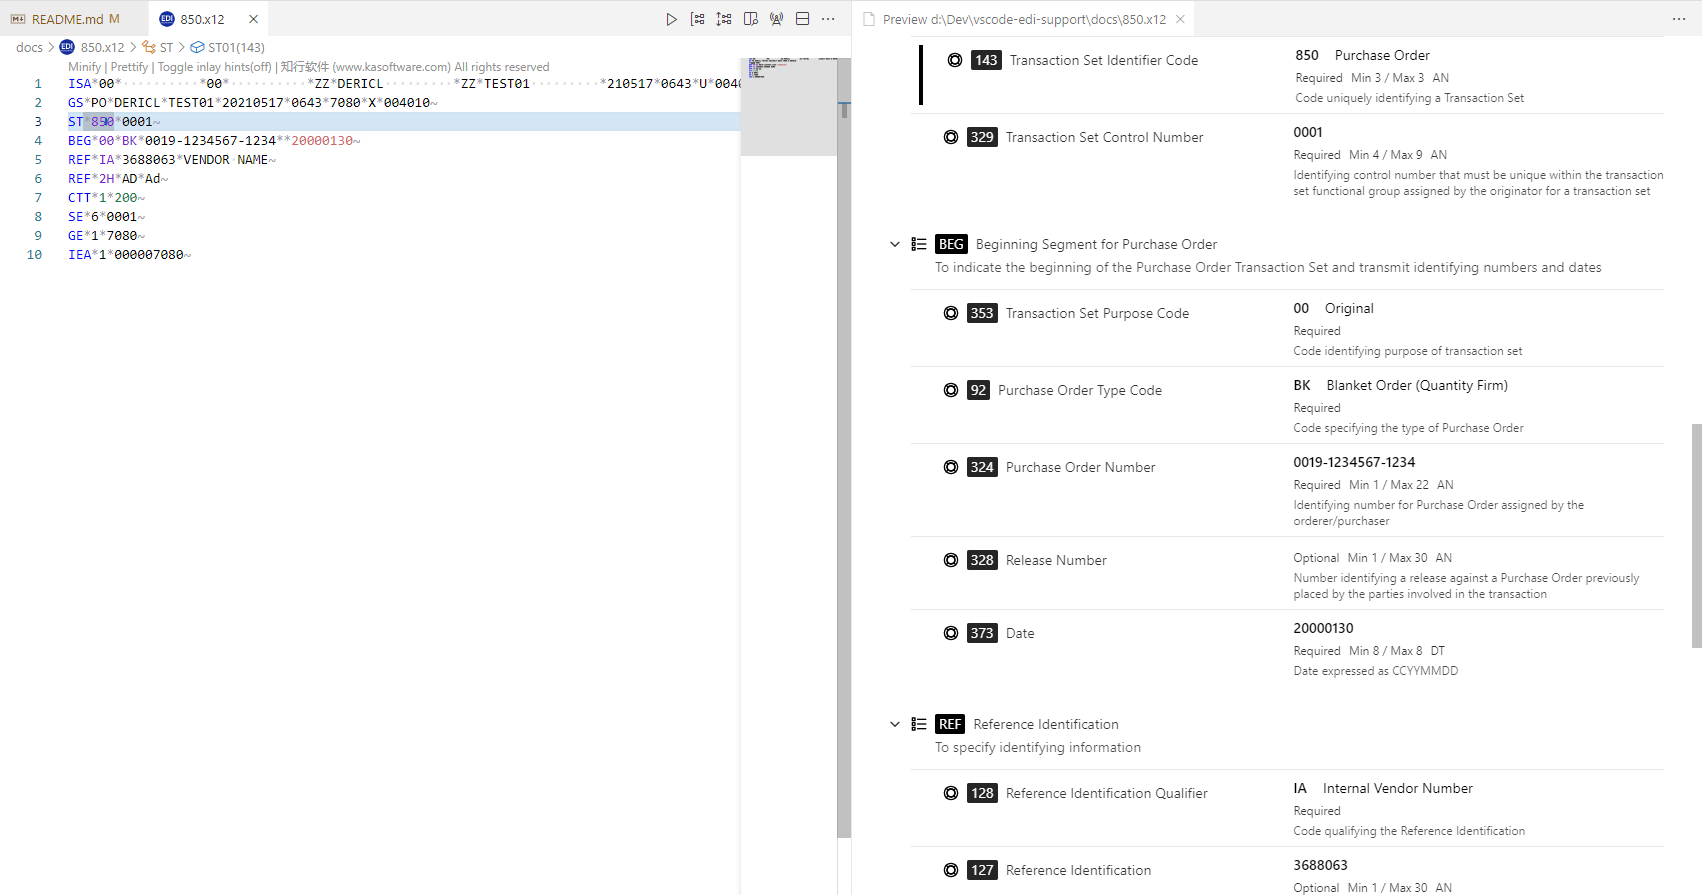 README.md M
850.x12
docs > 850.x12 > ST > ST01(143)
Minify | Prettify | Toggle inlay hints(off) | 知行软件 (www.kasoftware.com) All rights reserved
1 ISA*00*··········*00*··········*ZZ*DERICL·········*ZZ*TEST01·········*210517*0643*U*0040
2 GS*PO*DERICL*TEST01*20210517*0643*7080*X*004010~
3 ST*850*0001~
4 BEG*00*BK*0019-1234567-1234**20000130~
5 REF*IA*3688063*VENDOR·NAME~
6 REF*2H*AD*Ad~
7 CTT*1*200~
8 SE*6*0001~
9 GE*1*7080~
10 IEA*1*000007080~
Preview d:\Dev\vscode-edi-support\docs\850.x12
143 Transaction Set Identifier Code
850 Purchase Order
Required Min 3 / Max 3 AN
Code uniquely identifying a Transaction Set
329 Transaction Set Control Number
0001
Required Min 4 / Max 9 AN
Identifying control number that must be unique within the transaction
set functional group assigned by the originator for a transaction set
BEG Beginning Segment for Purchase Order
To indicate the beginning of the Purchase Order Transaction Set and transmit identifying numbers and dates
353 Transaction Set Purpose Code
00 Original
Required
Code identifying purpose of transaction set
92 Purchase Order Type Code
BK Blanket Order (Quantity Firm)
Required
Code specifying the type of Purchase Order
324 Purchase Order Number
0019-1234567-1234
Required Min 1 / Max 22 AN
Identifying number for Purchase Order assigned by the
orderer/purchaser
328 Release Number
Optional Min 1 / Max 30 AN
Number identifying a release against a Purchase Order previously
placed by the parties involved in the transaction
373 Date
20000130
Required Min 8 / Max 8 DT
Date expressed as CCYYMMDD
REF Reference Identification
To specify identifying information
128 Reference Identification Qualifier
IA Internal Vendor Number
Required
Code qualifying the Reference Identification
127 Reference Identification
3688063
Optional Min 1 / Max 30 AN